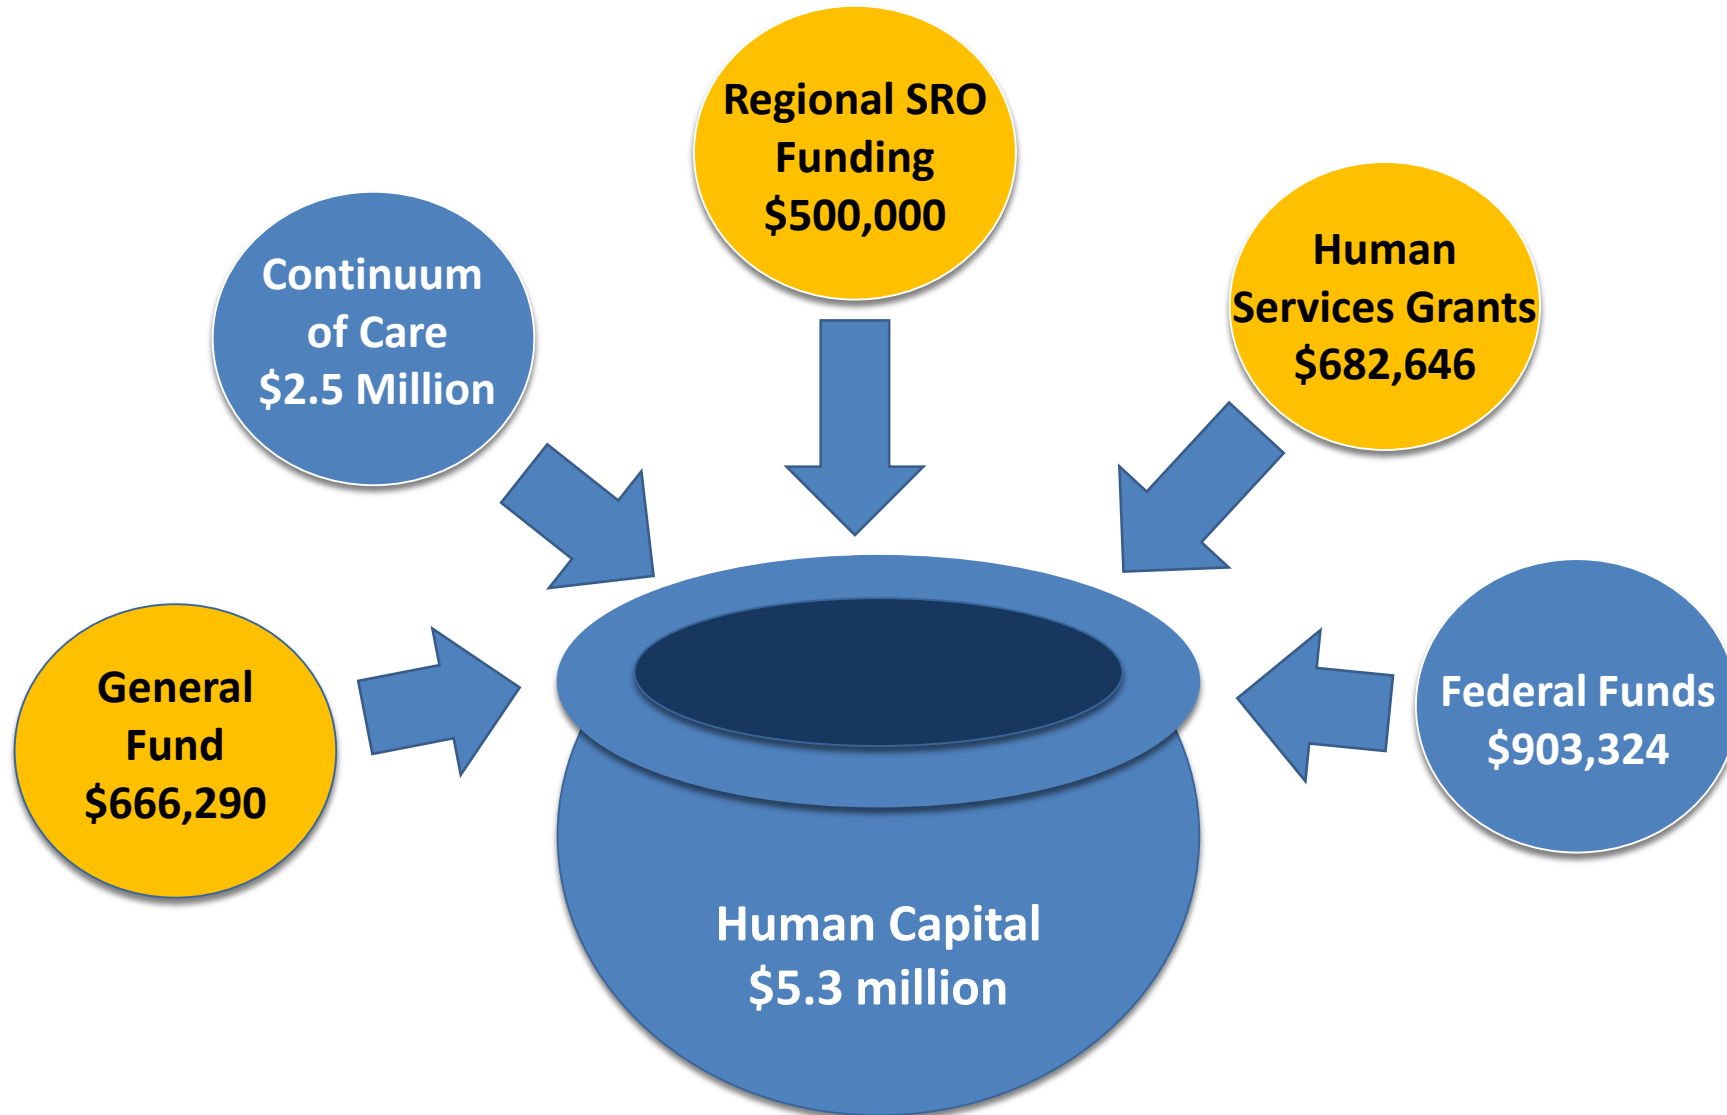 Regional SRO
Funding
$500,000
Continuum
of Care
$2.5 Million
Human
Services Grants
$682,646
General
Fund
$666,290
Federal Funds
$903,324
Human Capital
$5.3 million